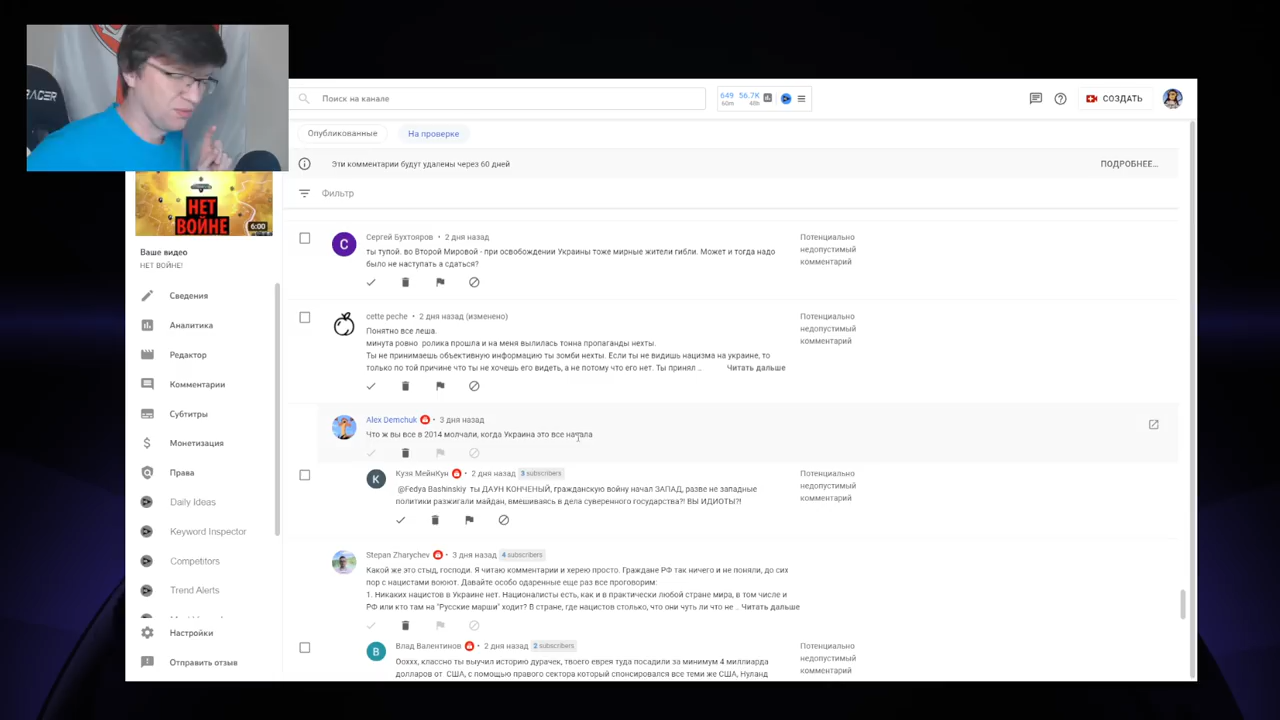 ACER
Поиск на канале
649 56.7K
60m 48h
СОЗДАТЬ
Опубликованные
На проверке
Эти комментарии будут удалены через 60 дней
ПОДРОБНЕЕ...
Фильтр
НЕТ
ВОЙНЕ
6:00
Ваше видео
НЕТ ВОЙНЕ!
Сведения
Аналитика
Редактор
Комментарии
Субтитры
Монетизация
Права
Daily Ideas
Keyword Inspector
Competitors
Trend Alerts
Настройки
Отправить отзыв
С
Сергей Бухтояров • 2 дня назад
ты тупой. во Второй Мировой - при освобождении Украины тоже мирные жители гибли. Может и тогда надо
было не наступать а сдаться?
Потенциально
недопустимый
комментарий
cette peche • 2 дня назад (изменено)
Понятно все леша.
минута ровно ролика прошла и на меня вылилась тонна пропаганды нехты.
Ты не принимаешь объективную информацию ты зомби нехты. Если ты не видишь нацизма на украине, то
только по той причине что ты не хочешь его видеть, а не потому что его нет. Ты принял .. Читать дальше
Потенциально
недопустимый
комментарий
Alex Demchuk • 3 дня назад
Что ж вы все в 2014 молчали, когда Украина это все начала
К
Кузя МейнКун • 2 дня назад 3 subscribers
@Fedya Bashinskiy ты ДАУН КОНЧЕНЫЙ, гражданскую войну начал ЗАПАД, разве не западные
политики разжигали майдан, вмешиваясь в дела суверенного государства?! ВЫ ИДИОТЫ?!
Потенциально
недопустимый
комментарий
Stepan Zharychev • 3 дня назад 4 subscribers
Какой же это стыд, господи. Я читаю комментарии и херею просто. Граждане РФ так ничего и не поняли, до сих
пор с нацистами воюют. Давайте особо одаренные еще раз все проговорим:
1. Никаких нацистов в Украине нет. Националисты есть, как и в практически любой стране мира, в том числе и
РФ или кто там на "Русские марши" ходит? В стране, где нацистов столько, что они чуть ли что не .. Читать дальше
В
Влад Валентинов • 2 дня назад 2 subscribers
Ооххх, классно ты выучил историю дурачек, твоего еврея туда посадили за минимум 4 миллиарда
долларов от США, с помощью правого сектора который спонсировался все теми же США, Нуланд
Потенциально
недопустимый
комментарий